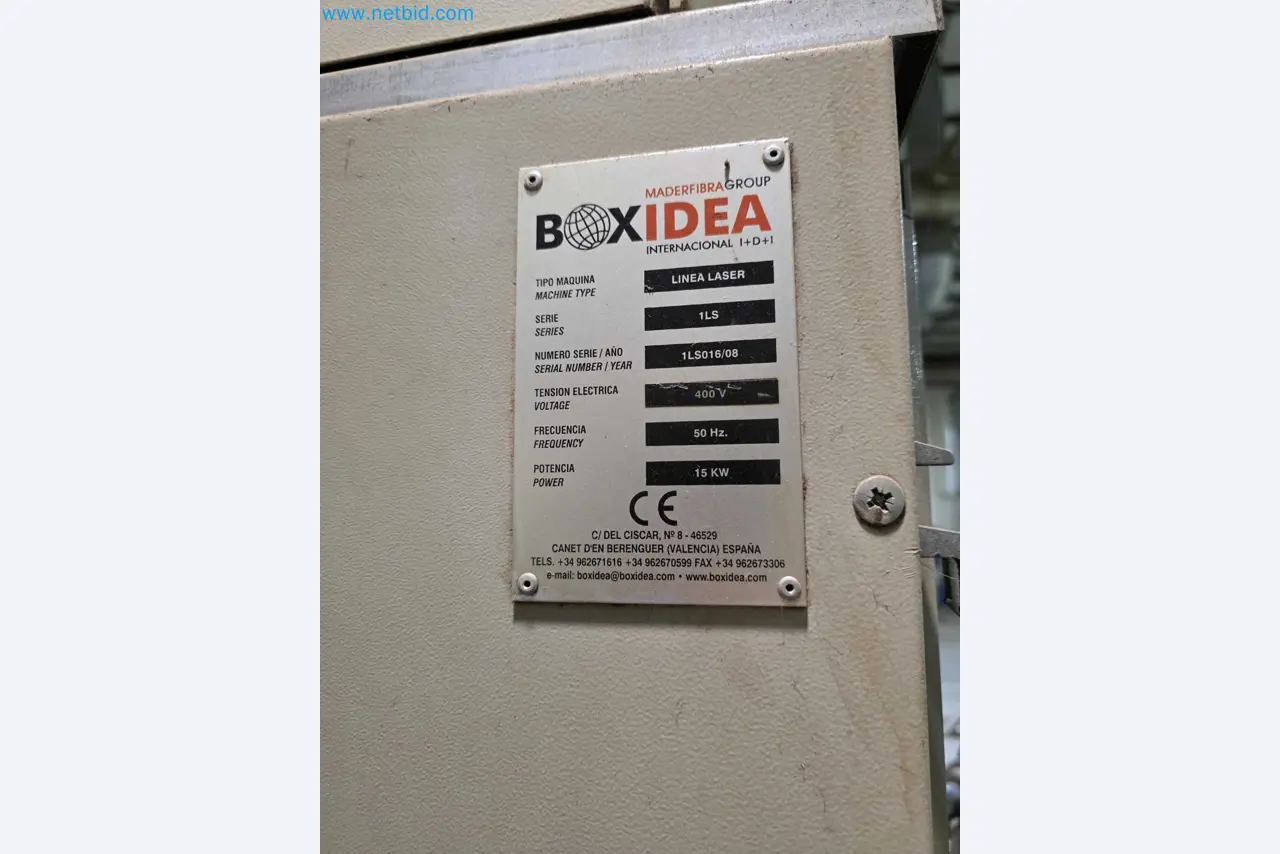 www.netbid.com
MADERFIBRAGROUP
BOXIDEA
INTERNACIONAL I+D+I
TIPO MAQUINA
MACHINE TYPE
LINEA LASER
SERIE
SERIES
1LS
NUMERO SERIE / AÑO
SERIAL NUMBER / YEAR
1LS016/08
TENSION ELECTRICA
VOLTAGE
400 V
FRECUENCIA
FREQUENCY
50 Hz.
POTENCIA
POWER
15 KW
CE
C/ DEL CISCAR, Nº 8 - 46529
CANET D'EN BERENGUER (VALENCIA) ESPAÑA
TELS. +34 962671616 +34 962670599 FAX +34 962673306
e-mail: boxidea@boxidea.com • www.boxidea.com